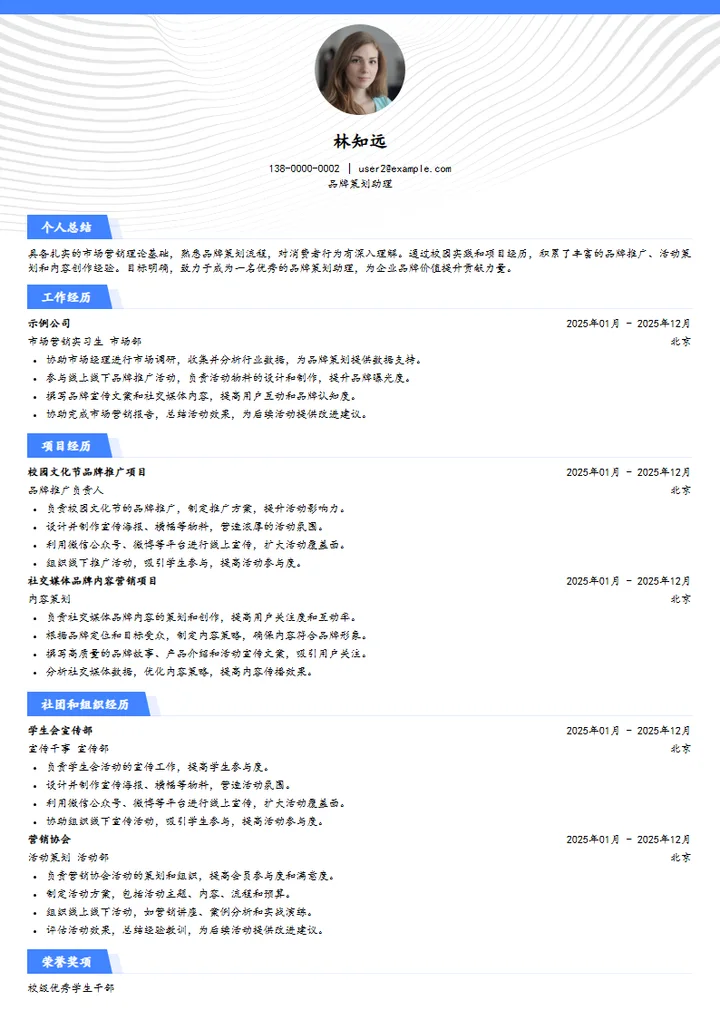 林知远
138-0000-0002 | user2@example.com
品牌策划助理
个人总结
具备扎实的市场营销理论基础，熟悉品牌策划流程，对消费者行为有深入理解。通过校园实践和项目经历，积累了丰富的品牌推广、活动策
划和内容创作经验。目标明确，致力于成为一名优秀的品牌策划助理，为企业品牌价值提升贡献力量。
工作经历
示例公司 2025年01月 - 2025年12月
市场营销实习生 市场部 北京
• 协助市场经理进行市场调研，收集并分析行业数据，为品牌策划提供数据支持。
• 参与线上线下品牌推广活动，负责活动物料的设计和制作，提升品牌曝光度。
• 撰写品牌宣传文案和社交媒体内容，提高用户互动和品牌认知度。
• 协助完成市场营销报告，总结活动效果，为后续活动提供改进建议。
项目经历
校园文化节品牌推广项目 2025年01月 - 2025年12月
品牌推广负责人 北京
• 负责校园文化节的品牌推广，制定推广方案，提升活动影响力。
• 设计并制作宣传海报、横幅等物料，营造浓厚的活动氛围。
• 利用微信公众号、微博等平台进行线上宣传，扩大活动覆盖面。
• 组织线下推广活动，吸引学生参与，提高活动参与度。
社交媒体品牌内容营销项目 2025年01月 - 2025年12月
内容策划 北京
• 负责社交媒体品牌内容的策划和创作，提高用户关注度和互动率。
• 根据品牌定位和目标受众，制定内容策略，确保内容符合品牌形象。
• 撰写高质量的品牌故事、产品介绍和活动宣传文案，吸引用户关注。
• 分析社交媒体数据，优化内容策略，提高内容传播效果。
社团和组织经历
学生会宣传部 2025年01月 - 2025年12月
宣传干事 宣传部 北京
• 负责学生会活动的宣传工作，提高学生参与度。
• 设计并制作宣传海报、横幅等物料，营造活动氛围。
• 利用微信公众号、微博等平台进行线上宣传，扩大活动覆盖面。
• 协助组织线下宣传活动，吸引学生参与，提高活动参与度。
营销协会 2025年01月 - 2025年12月
活动策划 活动部 北京
• 负责营销协会活动的策划和组织，提高会员参与度和满意度。
• 制定活动方案，包括活动主题、内容、流程和预算。
• 组织线上线下活动，如营销讲座、案例分析和实战演练。
• 评估活动效果，总结经验教训，为后续活动提供改进建议。
荣誉奖项
校级优秀学生干部